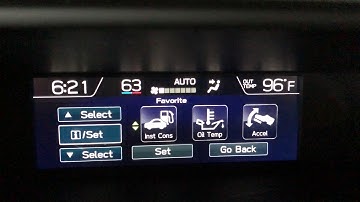 6:21 63 AUTO OUT TEMP 96°F
Favorite
▲ Select
i/Set
▼ Select
Inst Cons Oil Temp Accel
Set Go Back